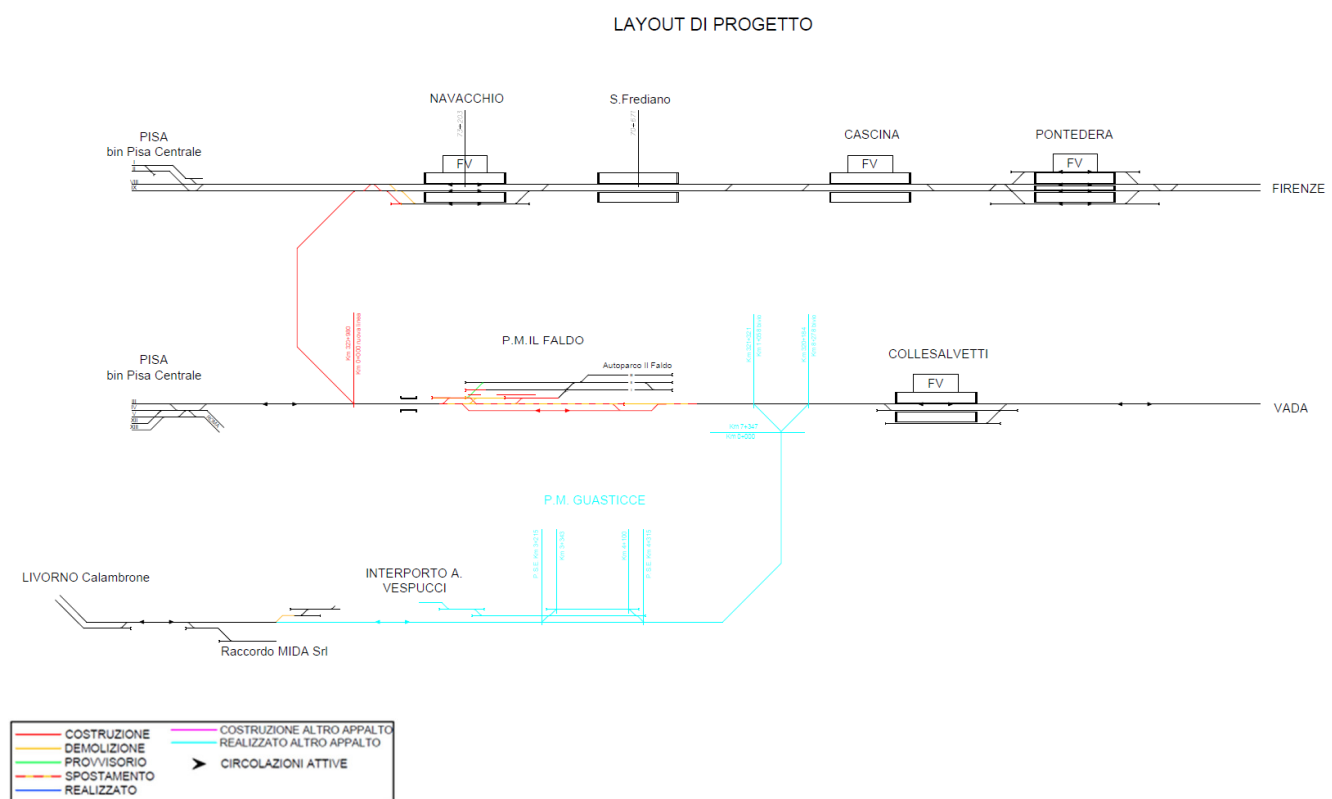 LAYOUT DI PROGETTO
NAVACCHIO
S.Frediano
PISA
bin Pisa Centrale
CASCINA
PONTEDERA
FV
FV
FV
FIRENZE
P.M.IL FALDO
PISA
bin Pisa Centrale
Autoparco Il Faldo
COLLESALVETTI
FV
VADA
P.M. GUASTICCE
LIVORNO Calambrone
INTERPORTO A.
VESPUCCI
Raccordo MIDA Srl
COSTRUZIONE
DEMOLIZIONE
PROVVISORIO
SPOSTAMENTO
REALIZZATO
COSTRUZIONE ALTRO APPALTO
REALIZZATO ALTRO APPALTO
CIRCOLAZIONI ATTIVE